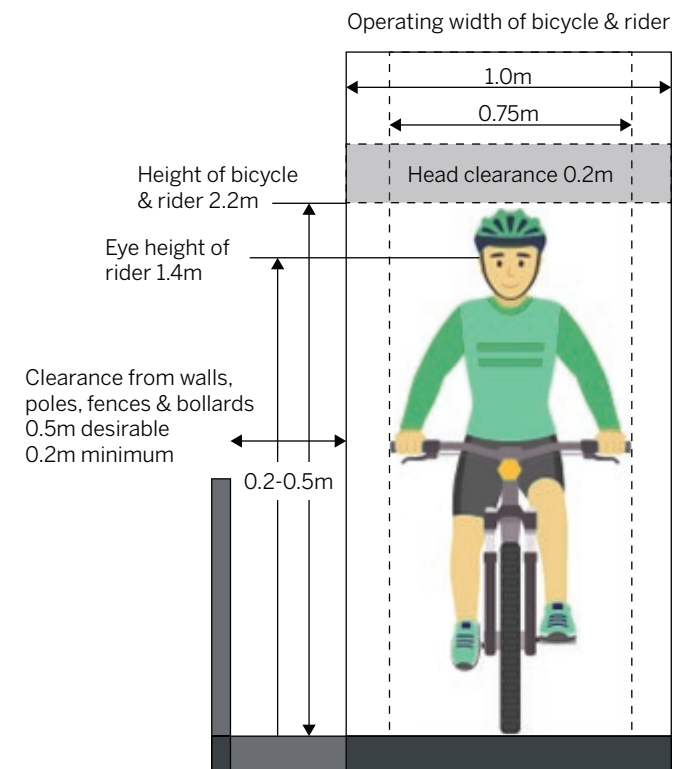 Operating width of bicycle & rider
1.0m
0.75m
Head clearance 0.2m
Height of bicycle
& rider 2.2m
Eye height of
rider 1.4m
Clearance from walls,
poles, fences & bollards
0.5m desirable
0.2m minimum
0.2-0.5m